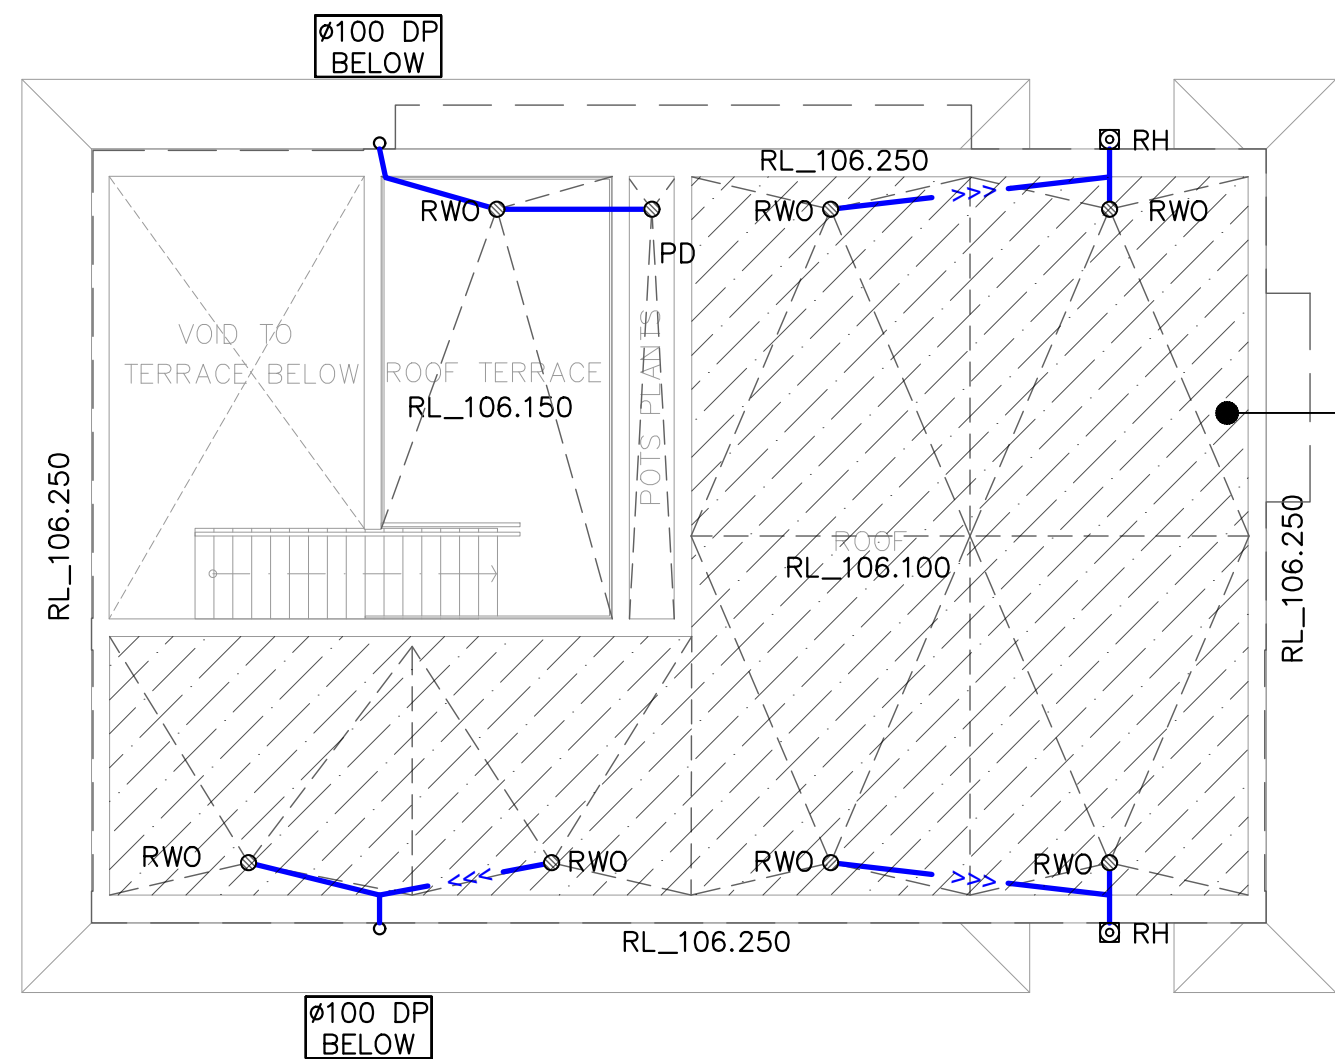 Ø100 DP
BELOW
RH
RL_106.250
RWO
RWO
RWO
PD
VOID TO
TERRACE BELOW
ROOF TERRACE
RL_106.150
POTS PLANTS
RL_106.250
RL_106.250
ROOF
RL_106.100
RWO
RWO
RWO
RWO
RL_106.250
RH
Ø100 DP
BELOW